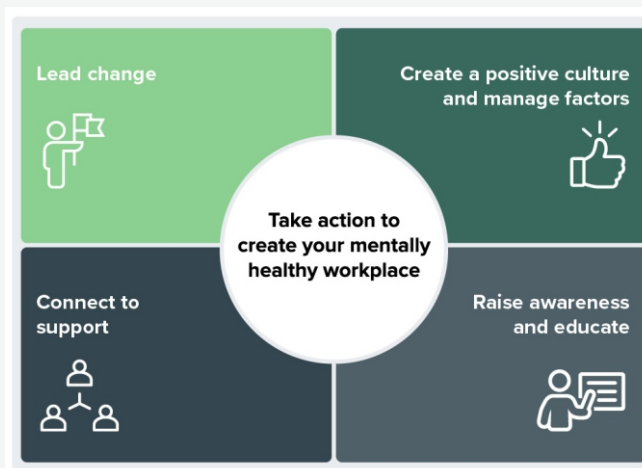 Lead change
Create a positive culture
and manage factors
Take action to
create your mentally
healthy workplace
Connect to
support
Raise awareness
and educate